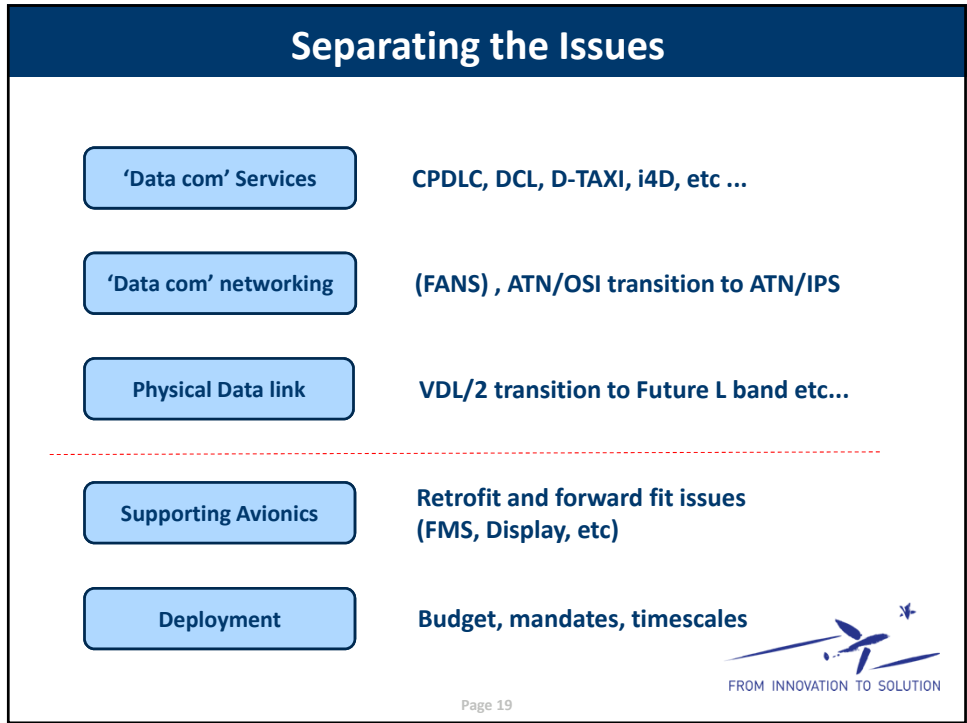 Separating the Issues
‘Data com’ Services
CPDLC, DCL, D-TAXI, i4D, etc ...
‘Data com’ networking
(FANS) , ATN/OSI transition to ATN/IPS
Physical Data link
VDL/2 transition to Future L band etc...
Supporting Avionics
Retrofit and forward fit issues
(FMS, Display, etc)
Deployment
Budget, mandates, timescales
FROM INNOVATION TO SOLUTION
Page 19